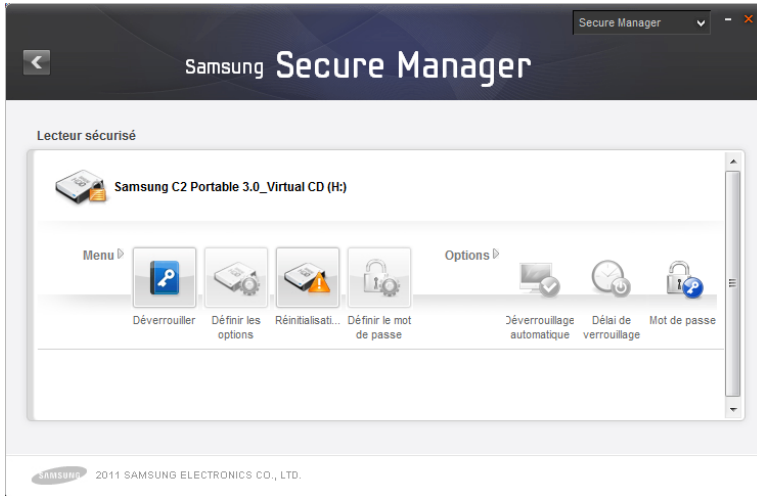 Secure Manager
Samsung Secure Manager
Lecteur sécurisé
Samsung C2 Portable 3.0_Virtual CD (H:)
Menu
Options
Déverrouiller
Définir les options
Réinitialisati...
Définir le mot de passe
Déverrouillage automatique
Délai de verrouillage
Mot de passe
SAMSUNG 2011 SAMSUNG ELECTRONICS CO., LTD.